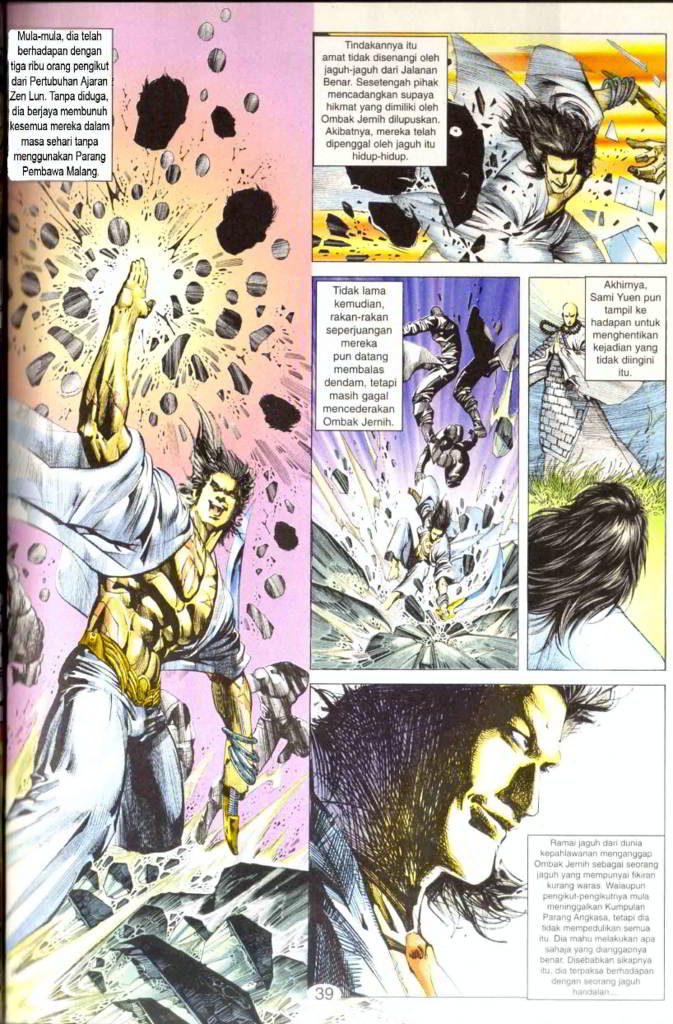 Mula-mula, dia telah
berhadapan dengan
tiga ribu orang pengikut
dari Pertubuhan Ajaran
Zen Lun. Tanpa diduga,
dia berjaya membunuh
kesemua mereka dalam
masa sehari tanpa
menggunakan Parang
Pembawa Malang.
Tindakannya itu
amat tidak disenangi oleh
jaguh-jaguh dari Jalanan
Benar. Sesetengah pihak
mencadangkan supaya
hikmat yang dimiliki oleh
Ombak Jernih dilupuskan.
Akibatnya, mereka telah
dipenggal oleh jaguh itu
hidup-hidup.
Tidak lama
kemudian,
rakan-rakan
seperjuangan
mereka
pun datang
membalas
dendam, tetapi
masih gagal
mencederakan
Ombak Jernih.
Akhirnya,
Sami Yuen pun
tampil ke
hadapan untuk
menghentikan
kejadian yang
tidak diingini
itu.
Ramai jaguh dari dunia
kepahlawanan menganggap
Ombak Jernih sebagai seorang
jaguh yang mempunyai fikiran
kurang waras. Walaupun
pengikut-pengikutnya mula
meninggalkan Kumpulan
Parang Angkasa, tetapi dia
tidak mempedulikan semua
itu. Dia mahu melakukan apa
sahaja yang dianggapnya
benar. Disebabkan sikapnya
itu, dia terpaksa berhadapan
dengan seorang jaguh
handalan...
39